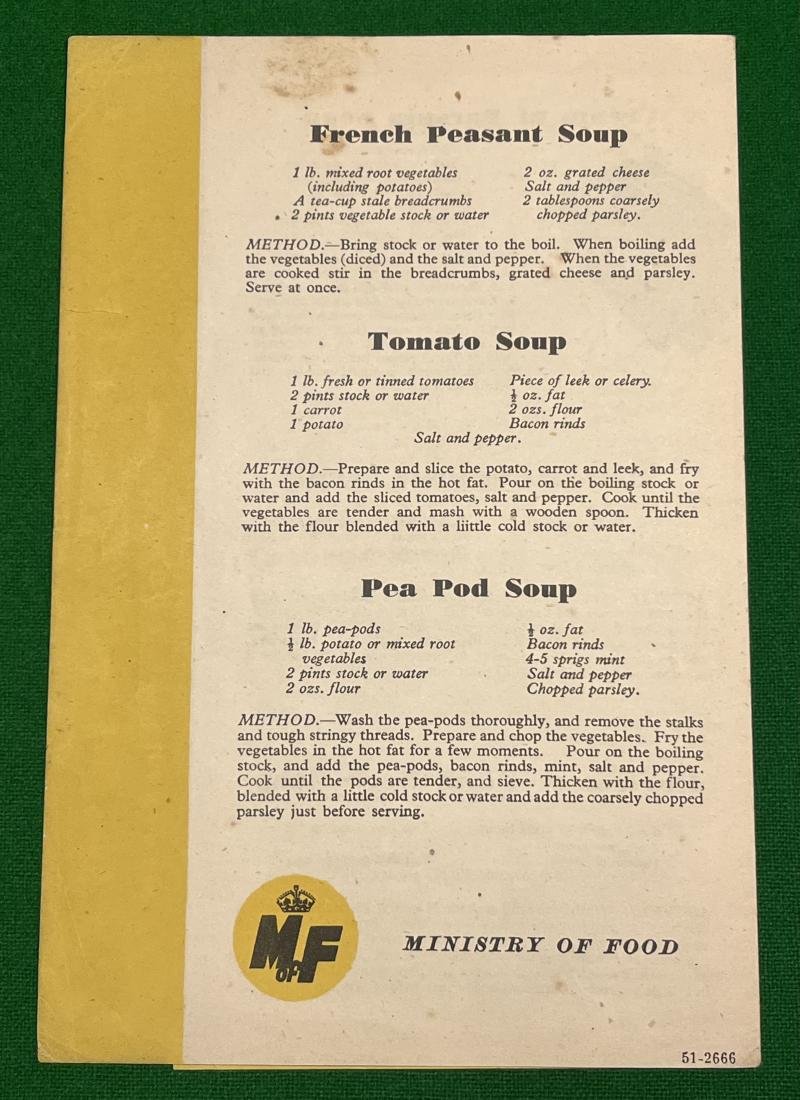 French Peasant Soup
1 lb. mixed root vegetables
(including potatoes)
A tea-cup stale breadcrumbs
2 pints vegetable stock or water
2 oz. grated cheese
Salt and pepper
2 tablespoons coarsely
chopped parsley.
METHOD.—Bring stock or water to the boil. When boiling add
the vegetables (diced) and the salt and pepper. When the vegetables
are cooked stir in the breadcrumbs, grated cheese and parsley.
Serve at once.
Tomato Soup
1 lb. fresh or tinned tomatoes
2 pints stock or water
1 carrot
1 potato
Piece of leek or celery.
½ oz. fat
2 ozs. flour
Bacon rinds
Salt and pepper.
METHOD.—Prepare and slice the potato, carrot and leek, and fry
with the bacon rinds in the hot fat. Pour on the boiling stock or
water and add the sliced tomatoes, salt and pepper. Cook until the
vegetables are tender and mash with a wooden spoon. Thicken
with the flour blended with a liittle cold stock or water.
Pea Pod Soup
1 lb. pea-pods
½ lb. potato or mixed root
vegetables
2 pints stock or water
2 ozs. flour
½ oz. fat
Bacon rinds
4-5 sprigs mint
Salt and pepper
Chopped parsley.
METHOD.—Wash the pea-pods thoroughly, and remove the stalks
and tough stringy threads. Prepare and chop the vegetables. Fry the
vegetables in the hot fat for a few moments. Pour on the boiling
stock, and add the pea-pods, bacon rinds, mint, salt and pepper.
Cook until the pods are tender, and sieve. Thicken with the flour,
blended with a little cold stock or water and add the coarsely chopped
parsley just before serving.
M OF F
MINISTRY OF FOOD
51-2666